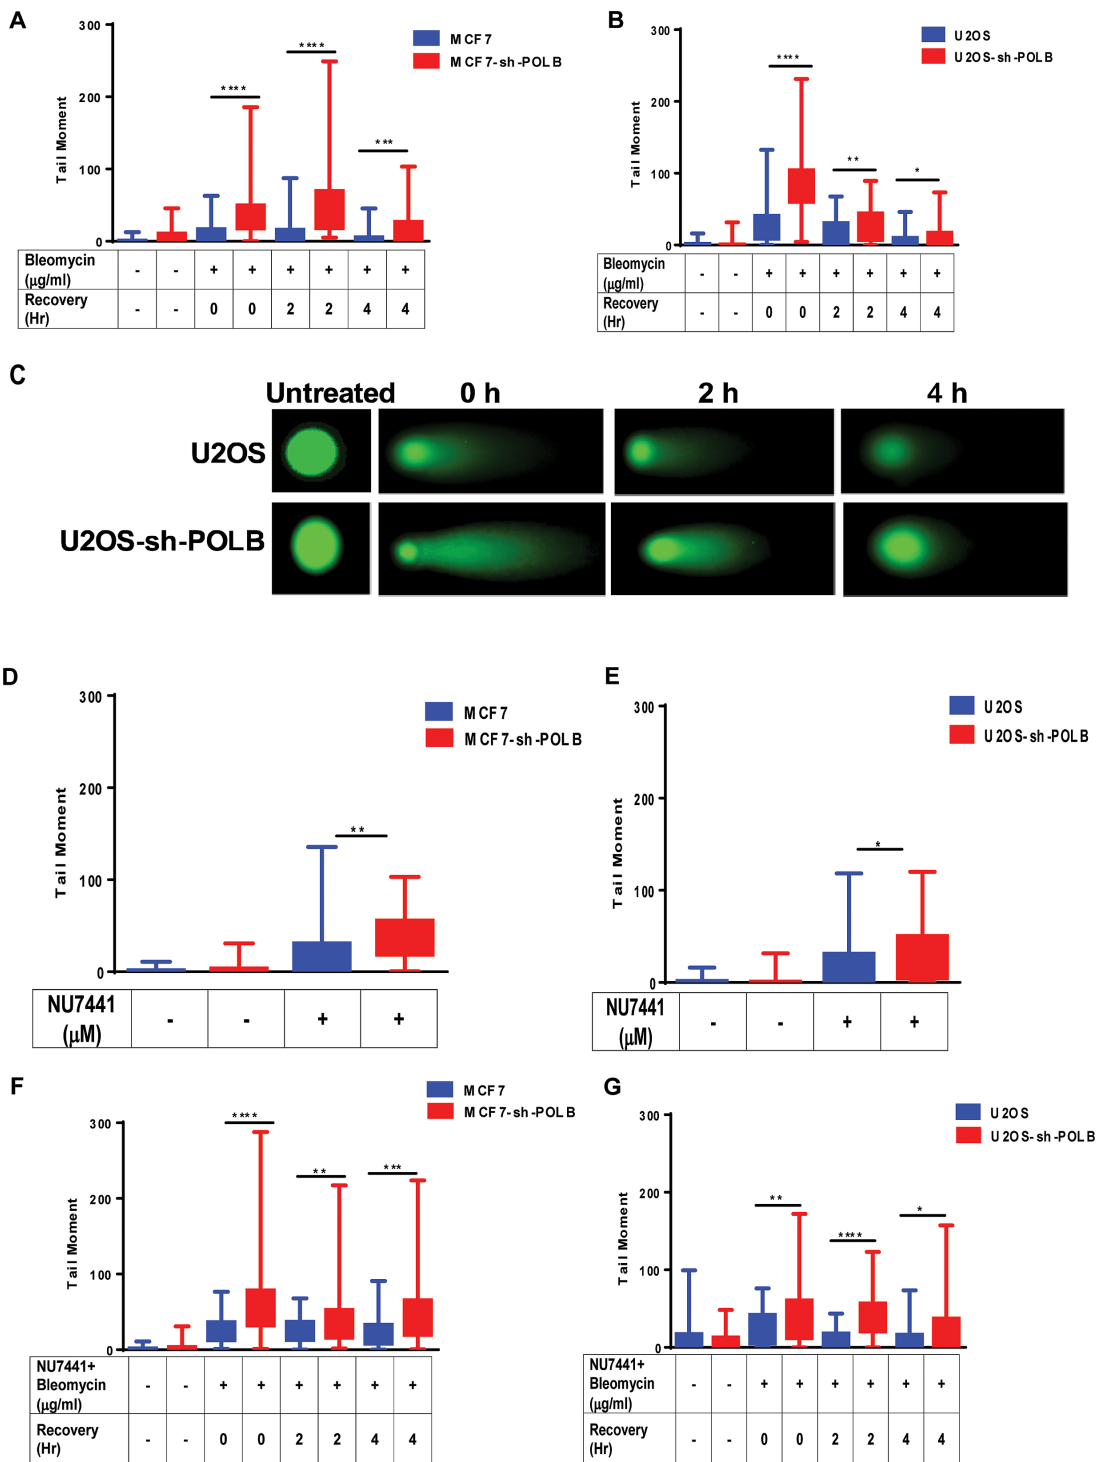 A
300
200
100
0
Tail Moment
MCF7
MCF7-sh-POLB
****
****
***
Bleomycin (µg/ml) - - + + + + + +
Recovery (Hr) - - 0 0 2 2 4 4
B
300
200
100
0
Tail Moment
U2OS
U2OS-sh-POLB
****
**
*
Bleomycin (µg/ml) - - + + + + + +
Recovery (Hr) - - 0 0 2 2 4 4
C
Untreated 0 h 2 h 4 h
U2OS
U2OS-sh-POLB
D
300
200
100
0
Tail Moment
MCF7
MCF7-sh-POLB
**
NU7441 (µM) - - + +
E
300
200
100
0
Tail Moment
U2OS
U2OS-sh-POLB
*
NU7441 (µM) - - + +
F
300
200
100
0
Tail Moment
MCF7
MCF7-sh-POLB
****
**
***
NU7441+ Bleomycin (µg/ml) - - + + + + + +
Recovery (Hr) - - 0 0 2 2 4 4
G
300
200
100
0
Tail Moment
U2OS
U2OS-sh-POLB
**
****
*
NU7441+ Bleomycin (µg/ml) - - + + + + + +
Recovery (Hr) - - 0 0 2 2 4 4